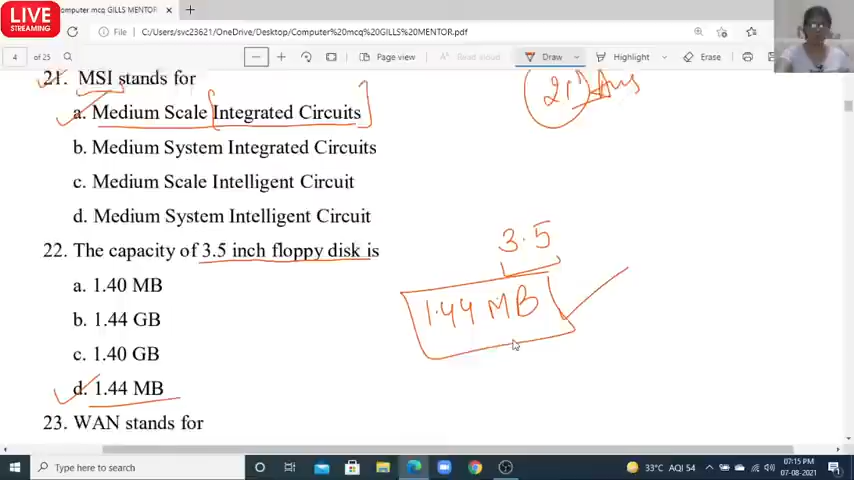 LIVE
STREAMING
Computer mcq GILLS MENTOR.pdf
File
C:/Users/svc23621/OneDrive/Computer%20mcq%20GILLS%20MENTOR.pdf
4 of 25
Page view
Read aloud
Draw
Highlight
Erase
21. MSI stands for
21 Ans
a. Medium Scale Integrated Circuits
b. Medium System Integrated Circuits
c. Medium Scale Intelligent Circuit
d. Medium System Intelligent Circuit
22. The capacity of 3.5 inch floppy disk is
3.5
a. 1.40 MB
1.44 MB
b. 1.44 GB
c. 1.40 GB
d. 1.44 MB
23. WAN stands for
Type here to search
33°C AQI 54
07:15 PM
07-08-2021